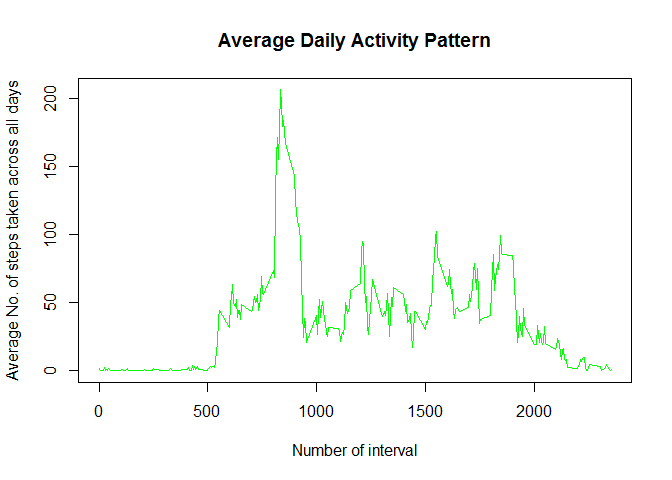 Average Daily Activity Pattern
Average No. of steps taken across all days
200
150
100
50
0
0 500 1000 1500 2000
Number of interval